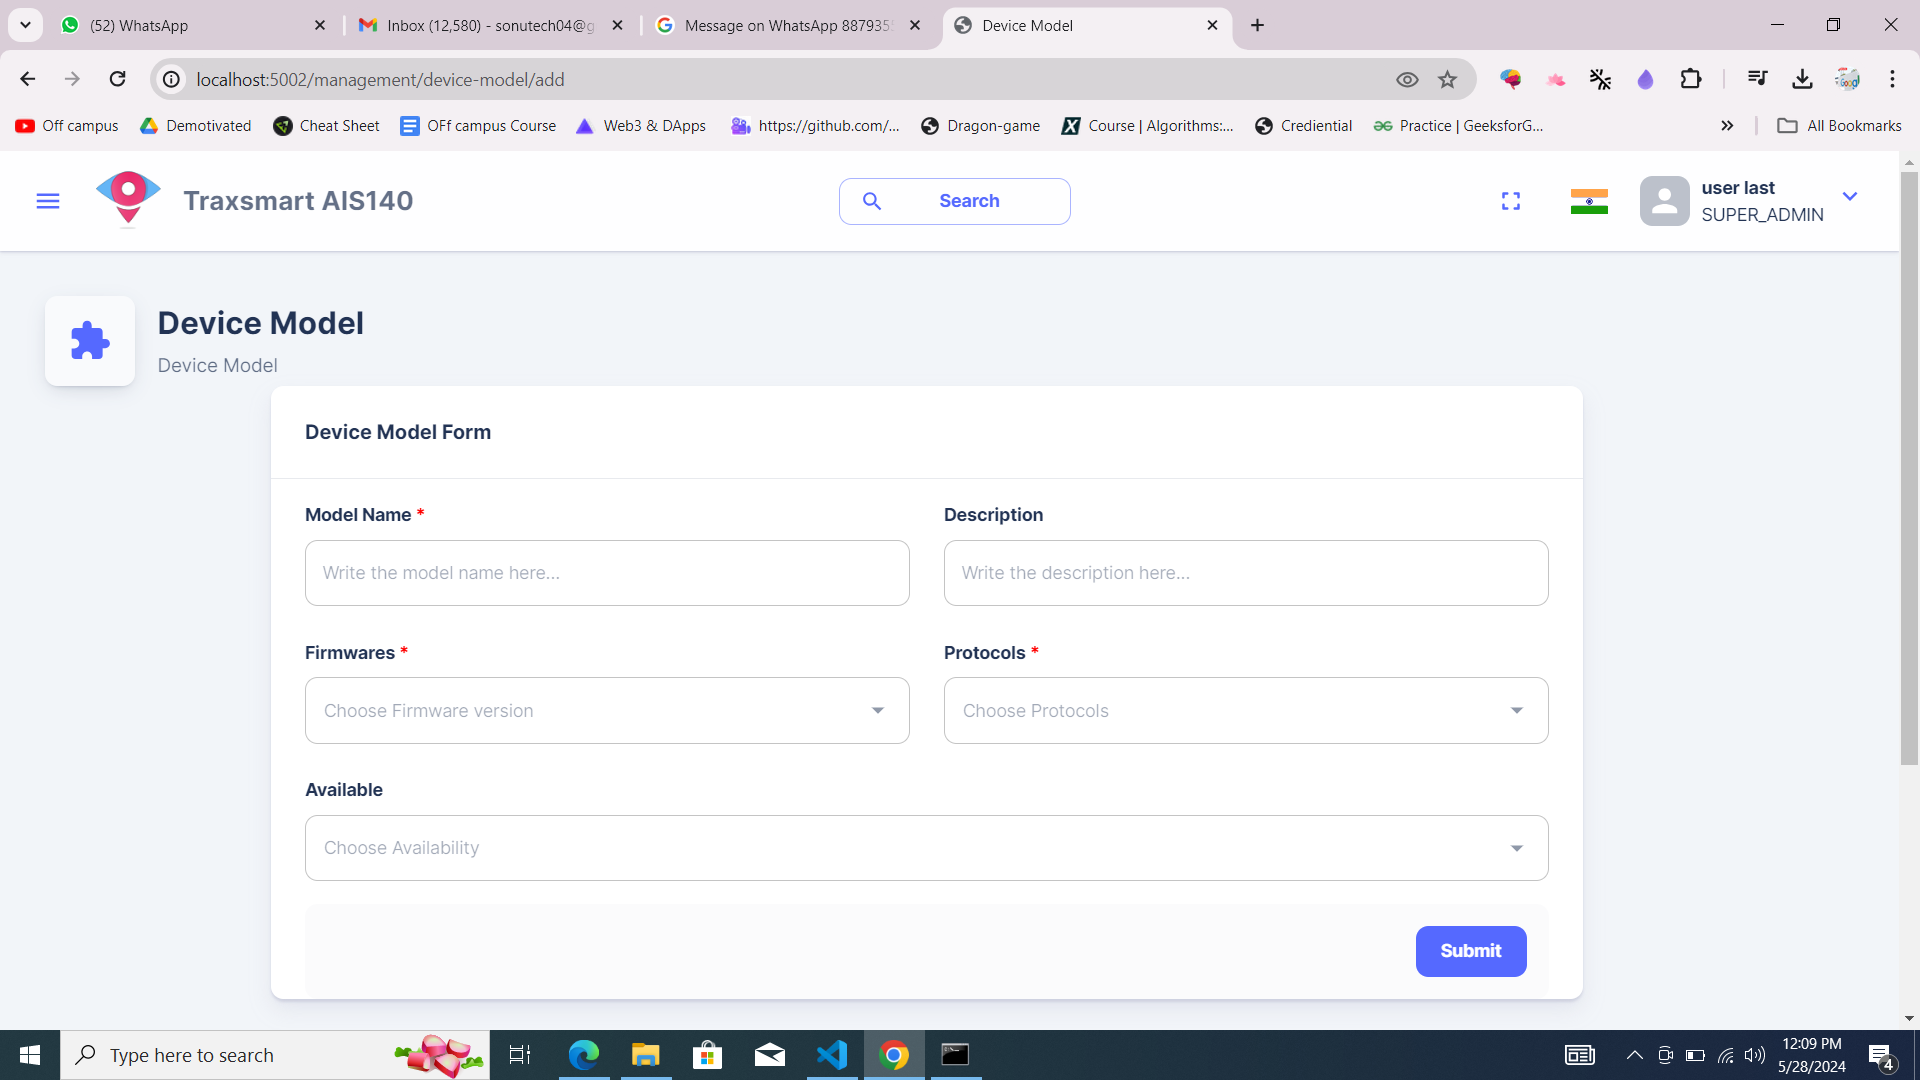 (52) WhatsApp
Inbox (12,580) - sonutech04@g
Message on WhatsApp 887935
Device Model
localhost:5002/management/device-model/add
Off campus
Demotivated
Cheat Sheet
OFf campus Course
Web3 & DApps
https://github.com/...
Dragon-game
Course | Algorithms:...
Crediential
Practice | GeeksforG...
All Bookmarks
Traxsmart AIS140
Search
user last
SUPER_ADMIN
Device Model
Device Model
Device Model Form
Model Name *
Description
Write the model name here...
Write the description here...
Firmwares *
Protocols *
Choose Firmware version
Choose Protocols
Available
Choose Availability
Submit
Type here to search
12:09 PM
5/28/2024
4